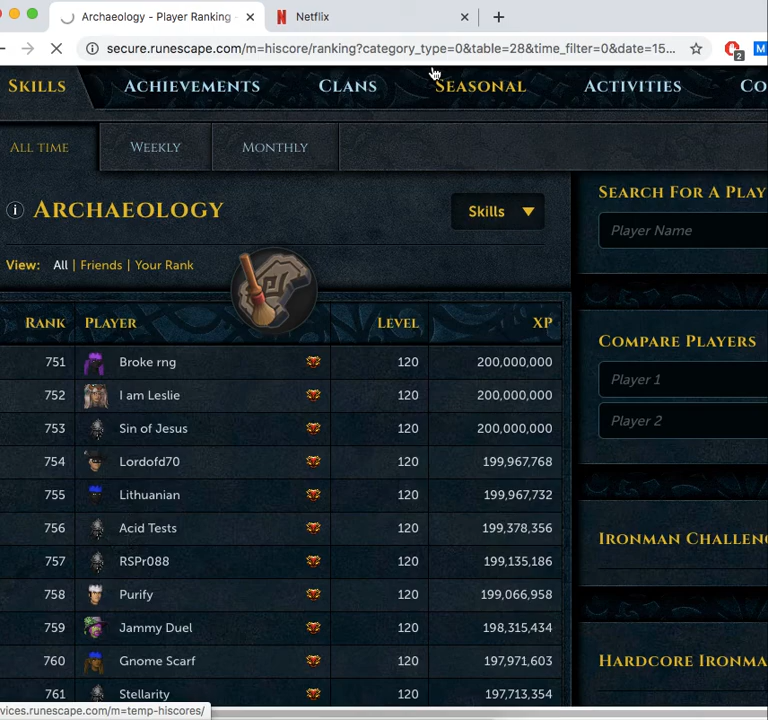 Archaeology - Player Ranking
Netflix
secure.runescape.com/m=hiscore/ranking?category_type=0&table=28&time_filter=0&date=15...
2
SKILLS ACHIEVEMENTS CLANS SEASONAL ACTIVITIES CO
ALL TIME WEEKLY MONTHLY
ARCHAEOLOGY
Skills
View: All | Friends | Your Rank
RANK PLAYER LEVEL XP
751 Broke rng 120 200,000,000
752 I am Leslie 120 200,000,000
753 Sin of Jesus 120 200,000,000
754 Lordofd70 120 199,967,768
755 Lithuanian 120 199,967,732
756 Acid Tests 120 199,378,356
757 RSPr088 120 199,135,186
758 Purify 120 199,066,958
759 Jammy Duel 120 198,315,434
760 Gnome Scarf 120 197,971,603
761 Stellarity 120 197,713,354
SEARCH FOR A PLAY
Player Name
COMPARE PLAYERS
Player 1
Player 2
IRONMAN CHALLENG
HARDCORE IRONMA
vices.runescape.com/m=temp-hiscores/